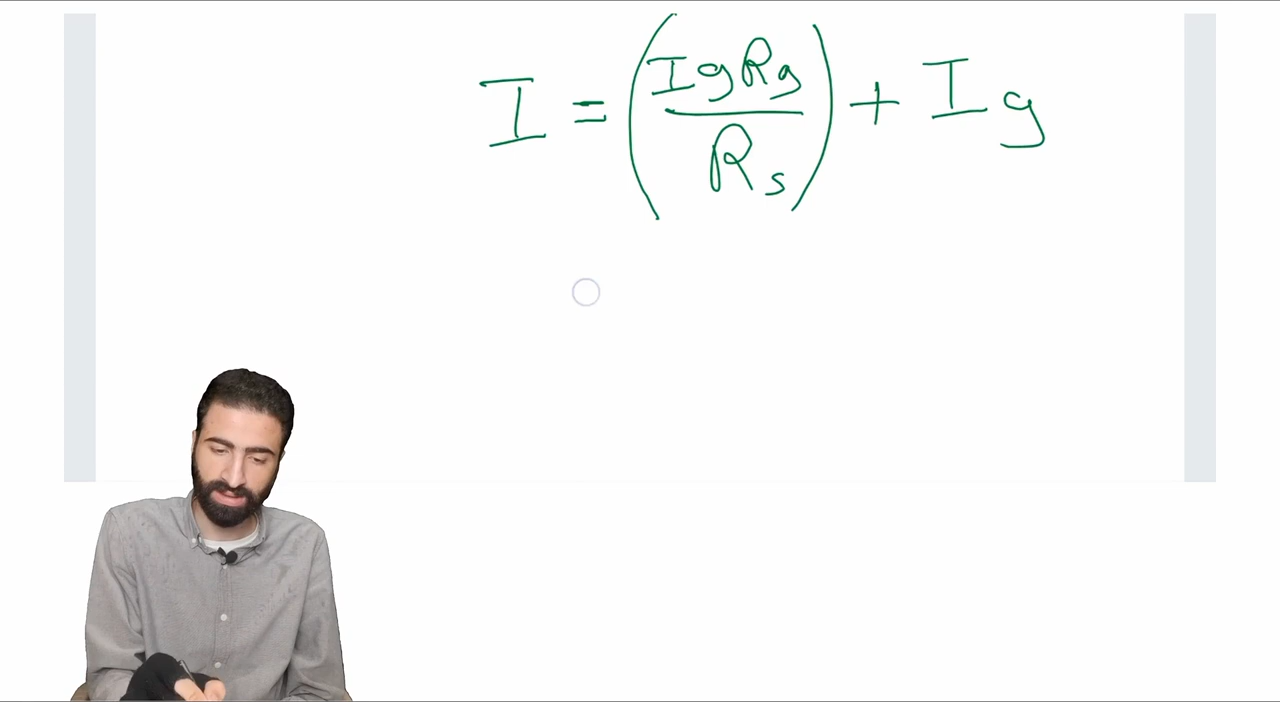 I = (IgRg / Rs) + Ig